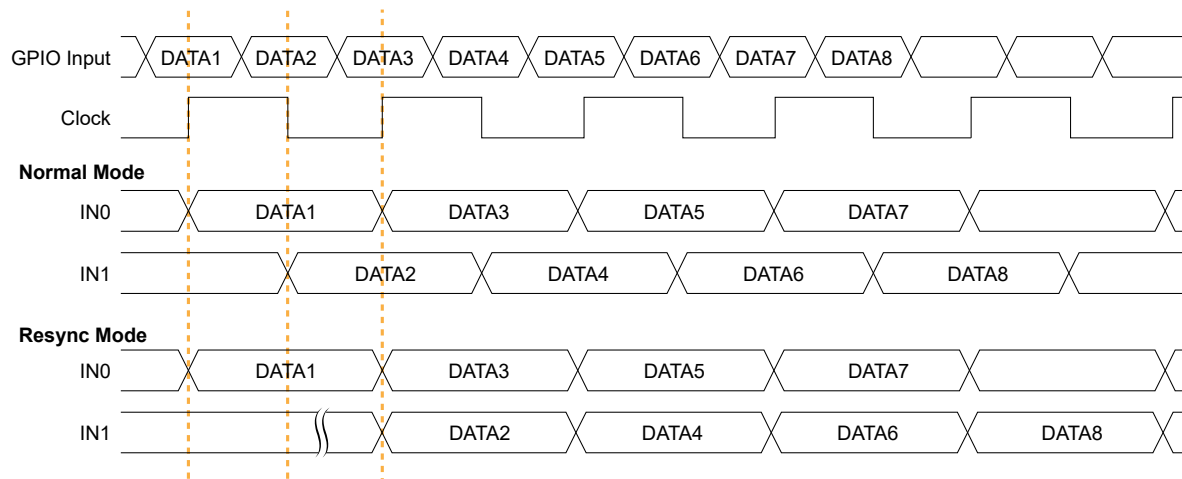 GPIO Input DATA1 DATA2 DATA3 DATA4 DATA5 DATA6 DATA7 DATA8
Clock
Normal Mode
IN0 DATA1 DATA3 DATA5 DATA7
IN1 DATA2 DATA4 DATA6 DATA8
Resync Mode
IN0 DATA1 DATA3 DATA5 DATA7
IN1 DATA2 DATA4 DATA6 DATA8